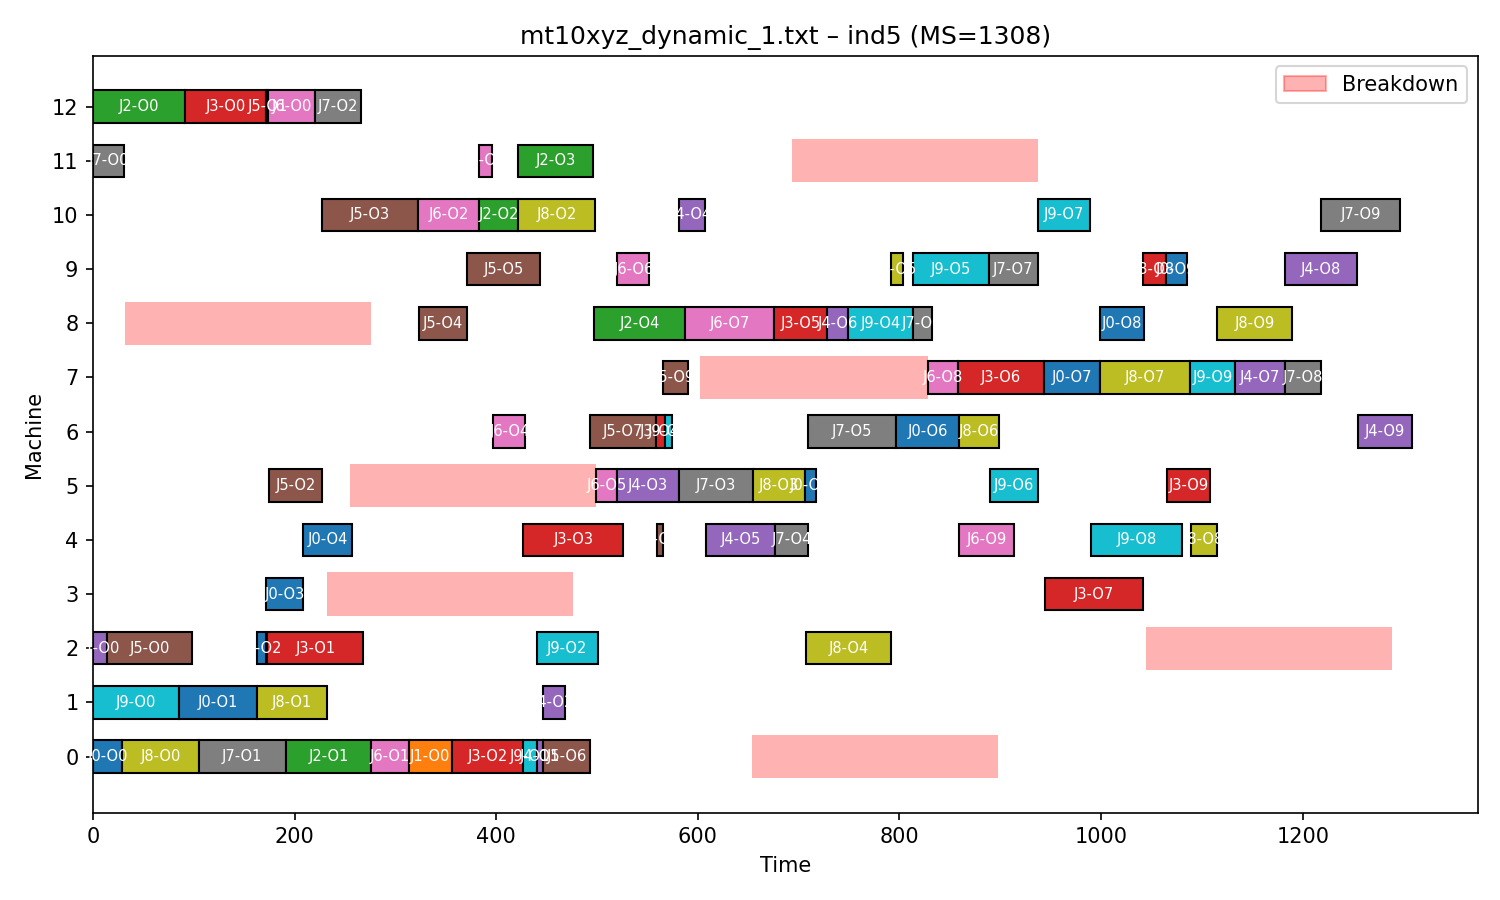 mt10xyz_dynamic_1.txt – ind5 (MS=1308)
Breakdown
12 J2-O0 J3-O0 J6-O0 J7-O2
11 J2-O3
10 J5-O3 J6-O2 J2-O2 J8-O2 J9-O7 J7-O9
9 J5-O5 J6-O6 J9-O5 J7-O7 J4-O8
8 J5-O4 J2-O4 J6-O7 J3-O5 J4-O6 J9-O4 J0-O8 J8-O9
7 J6-O8 J3-O6 J0-O7 J8-O7 J9-O9 J4-O7 J7-O8
6 J6-O4 J5-O7 J7-O5 J0-O6 J8-O6 J4-O9
5 J5-O2 J6-O5 J4-O3 J7-O3 J8-O3 J9-O6 J3-O9
4 J0-O4 J3-O3 J4-O5 J7-O4 J6-O9 J9-O8
3 J0-O3 J3-O7
2 J5-O0 J3-O1 J9-O2 J8-O4
1 J9-O0 J0-O1 J8-O1
0 J8-O0 J7-O1 J2-O1 J6-O1 J1-O0 J3-O2 J5-O6
Machine
0 200 400 600 800 1000 1200
Time